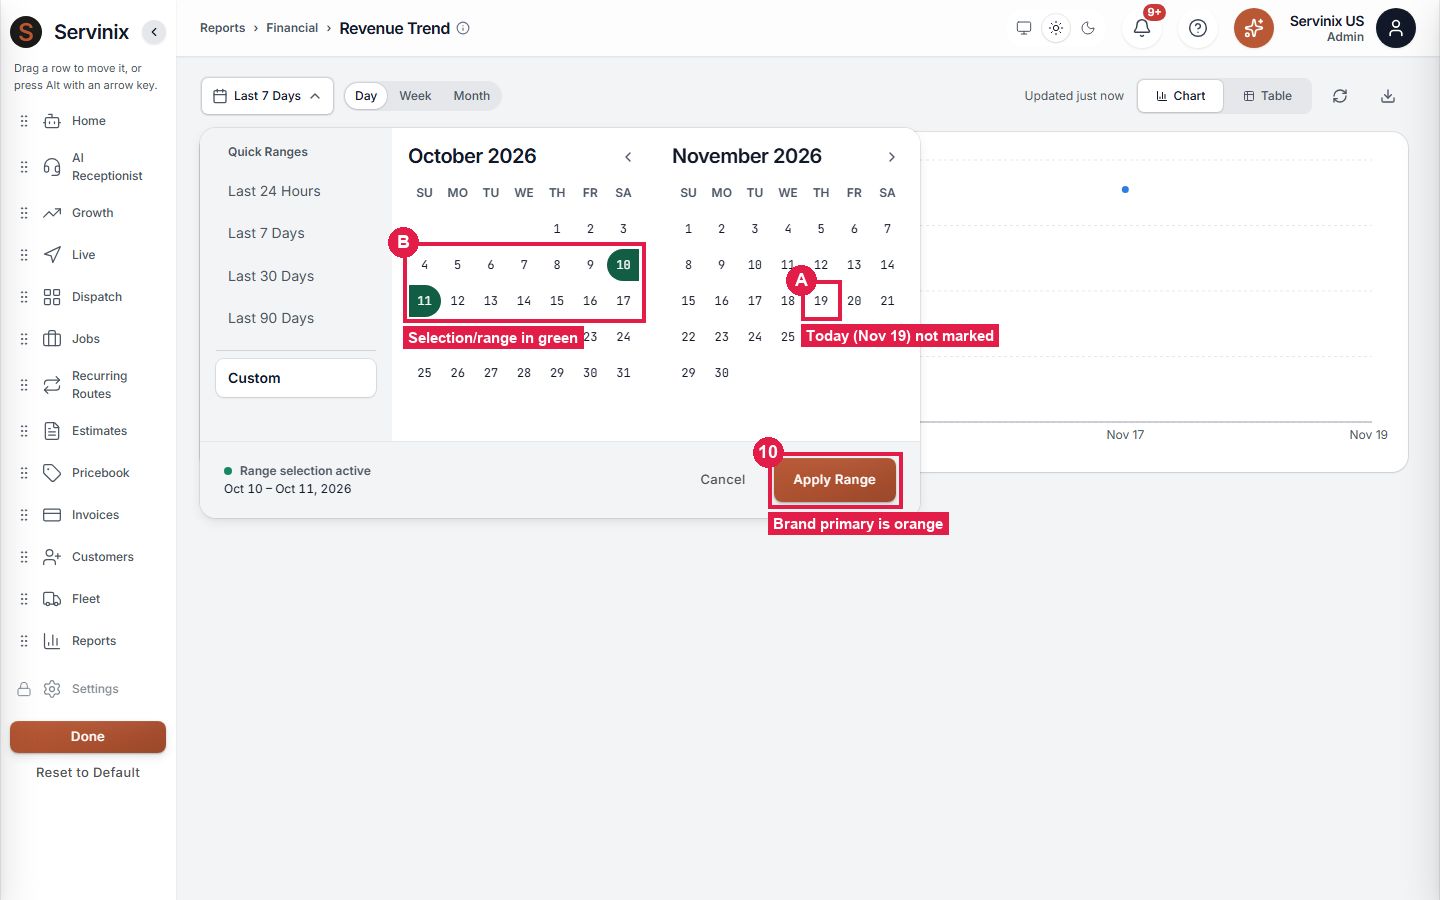 Servinix
Drag a row to move it, or
press Alt with an arrow key.
Home
AI
Receptionist
Growth
Live
Dispatch
Jobs
Recurring
Routes
Estimates
Pricebook
Invoices
Customers
Fleet
Reports
Settings
Done
Reset to Default
Reports › Financial › Revenue Trend
9+
Servinix US
Admin
Last 7 Days
Day Week Month
Updated just now
Chart Table
Quick Ranges
Last 24 Hours
Last 7 Days
Last 30 Days
Last 90 Days
Custom
October 2026
SU MO TU WE TH FR SA
1 2 3
B
4 5 6 7 8 9 10
11 12 13 14 15 16 17
Selection/range in green 23 24
25 26 27 28 29 30 31
November 2026
SU MO TU WE TH FR SA
1 2 3 4 5 6 7
8 9 10 11 12 13 14
A
15 16 17 18 19 20 21
22 23 24 25 Today (Nov 19) not marked
29 30
Range selection active
Oct 10 – Oct 11, 2026
Cancel
10
Apply Range
Brand primary is orange
Nov 17 Nov 19